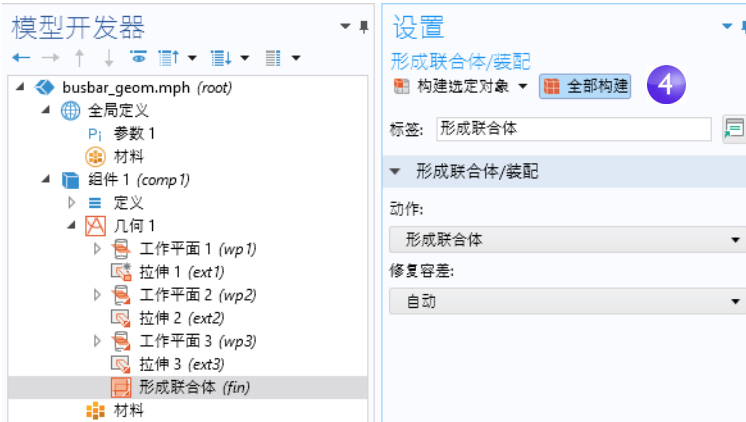 模型开发器
busbar_geom.mph (root)
全局定义
Pi 参数 1
材料
组件 1 (comp1)
定义
几何 1
工作平面 1 (wp1)
拉伸 1 (ext1)
工作平面 2 (wp2)
拉伸 2 (ext2)
工作平面 3 (wp3)
拉伸 3 (ext3)
形成联合体 (fin)
材料
设置
形成联合体/装配
构建选定对象 全部构建 4
标签: 形成联合体
形成联合体/装配
动作:
形成联合体
修复容差:
自动